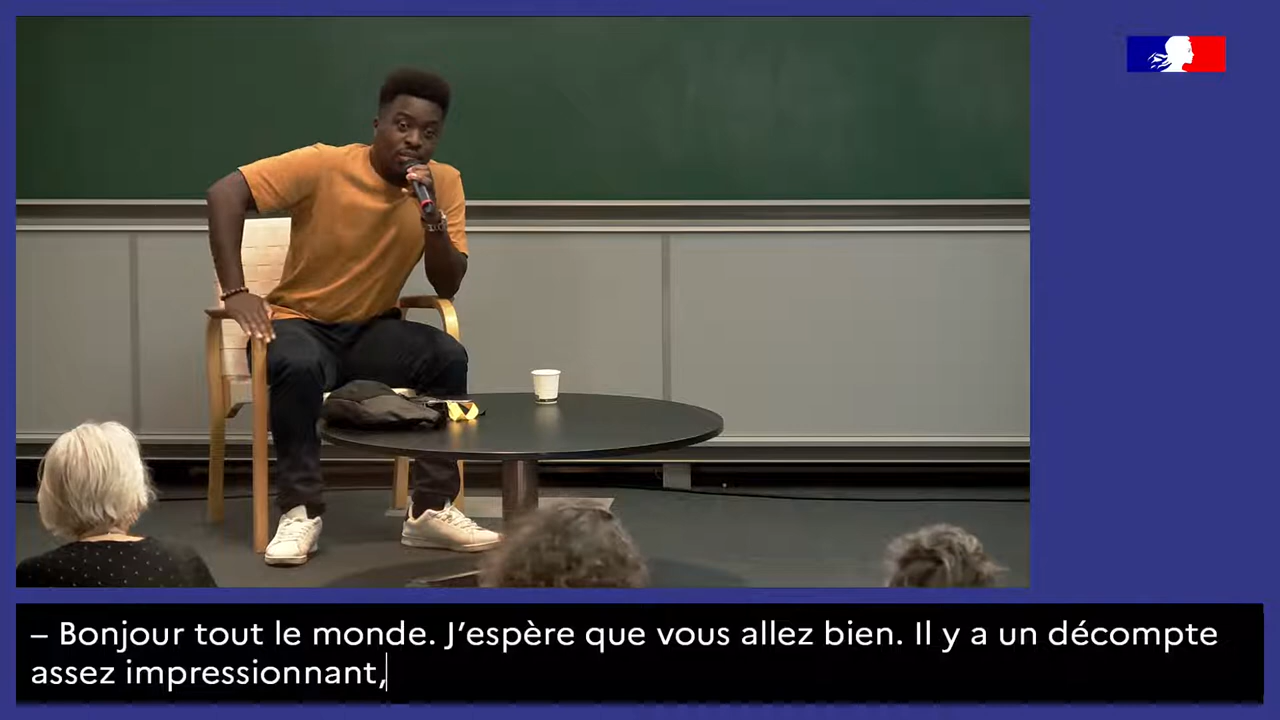 – Bonjour tout le monde. J’espère que vous allez bien. Il y a un décompte
assez impressionnant,